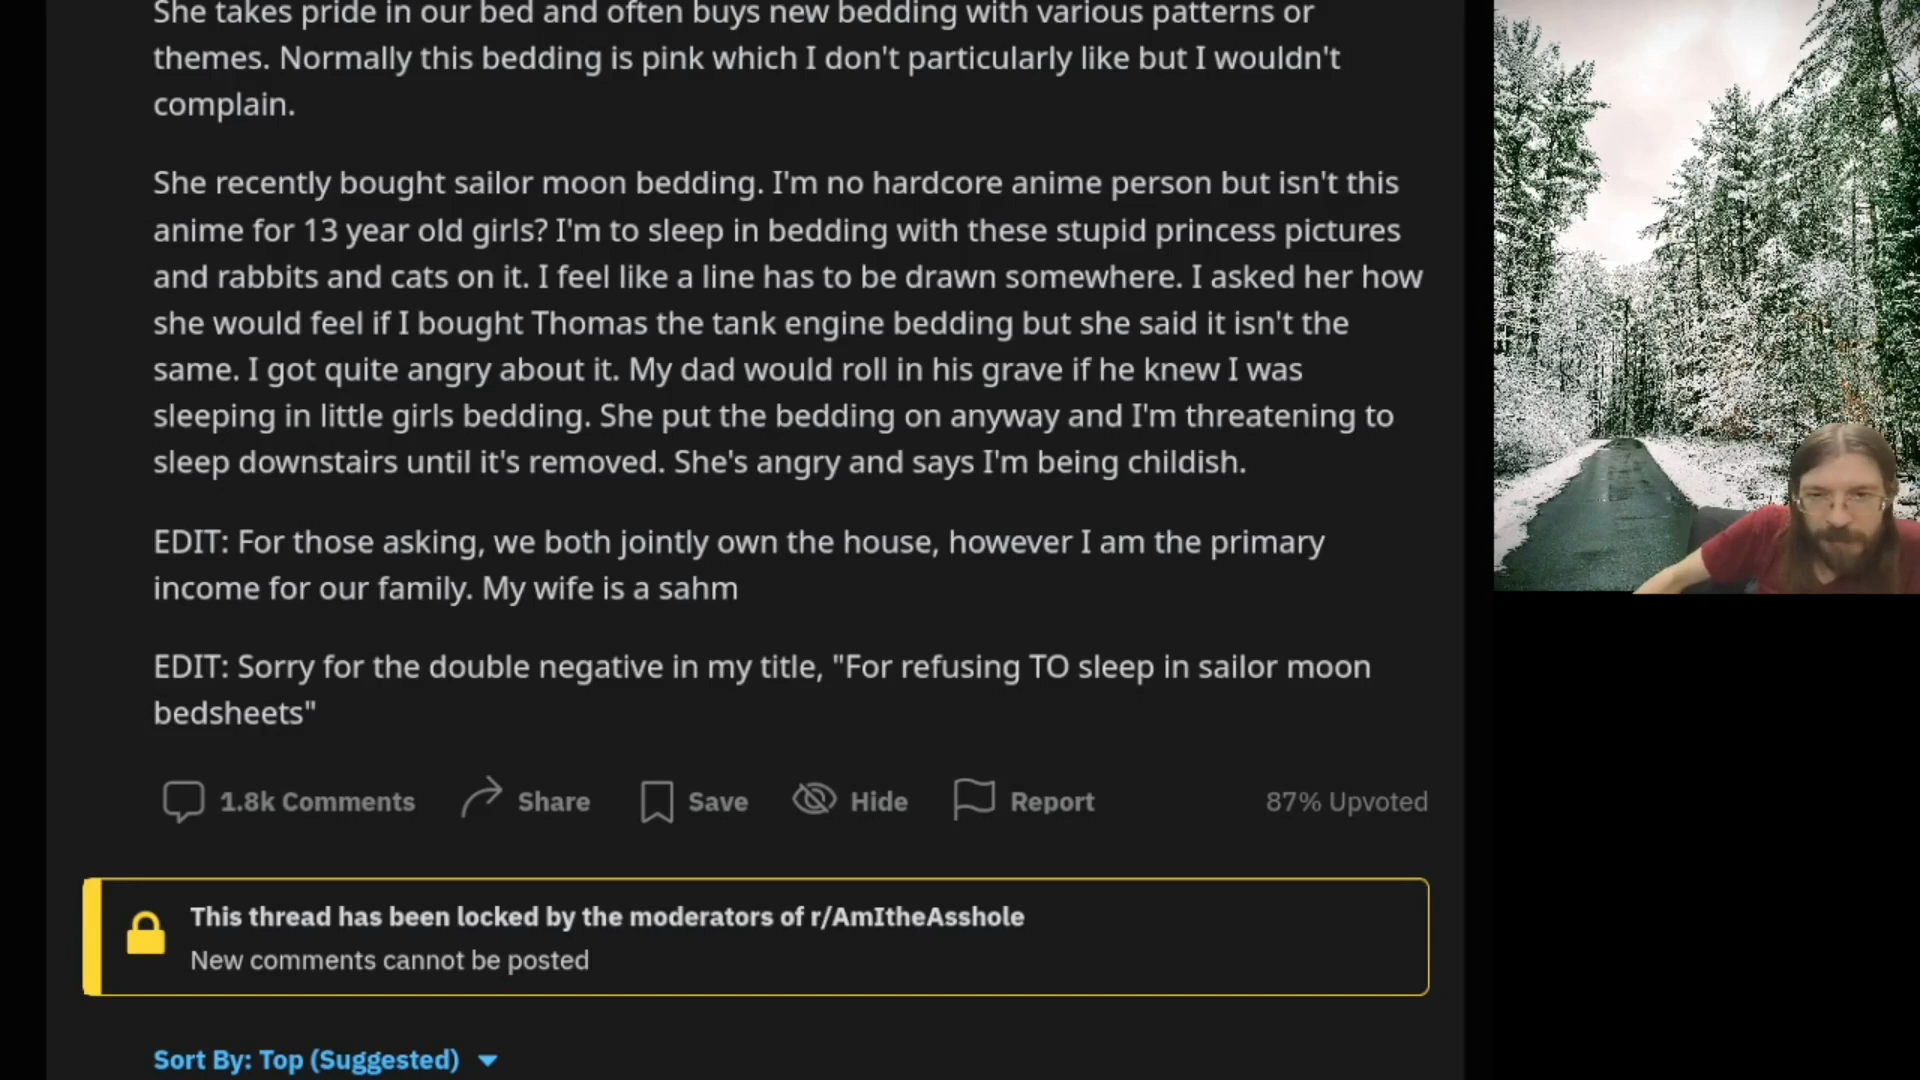 She takes pride in our bed and often buys new bedding with various patterns or
themes. Normally this bedding is pink which I don't particularly like but I wouldn't
complain.
She recently bought sailor moon bedding. I'm no hardcore anime person but isn't this
anime for 13 year old girls? I'm to sleep in bedding with these stupid princess pictures
and rabbits and cats on it. I feel like a line has to be drawn somewhere. I asked her how
she would feel if I bought Thomas the tank engine bedding but she said it isn't the
same. I got quite angry about it. My dad would roll in his grave if he knew I was
sleeping in little girls bedding. She put the bedding on anyway and I'm threatening to
sleep downstairs until it's removed. She's angry and says I'm being childish.
EDIT: For those asking, we both jointly own the house, however I am the primary
income for our family. My wife is a sahm
EDIT: Sorry for the double negative in my title, "For refusing TO sleep in sailor moon
bedsheets"
1.8k Comments Share Save Hide Report 87% Upvoted
This thread has been locked by the moderators of r/AmItheAsshole
New comments cannot be posted
Sort By: Top (Suggested)